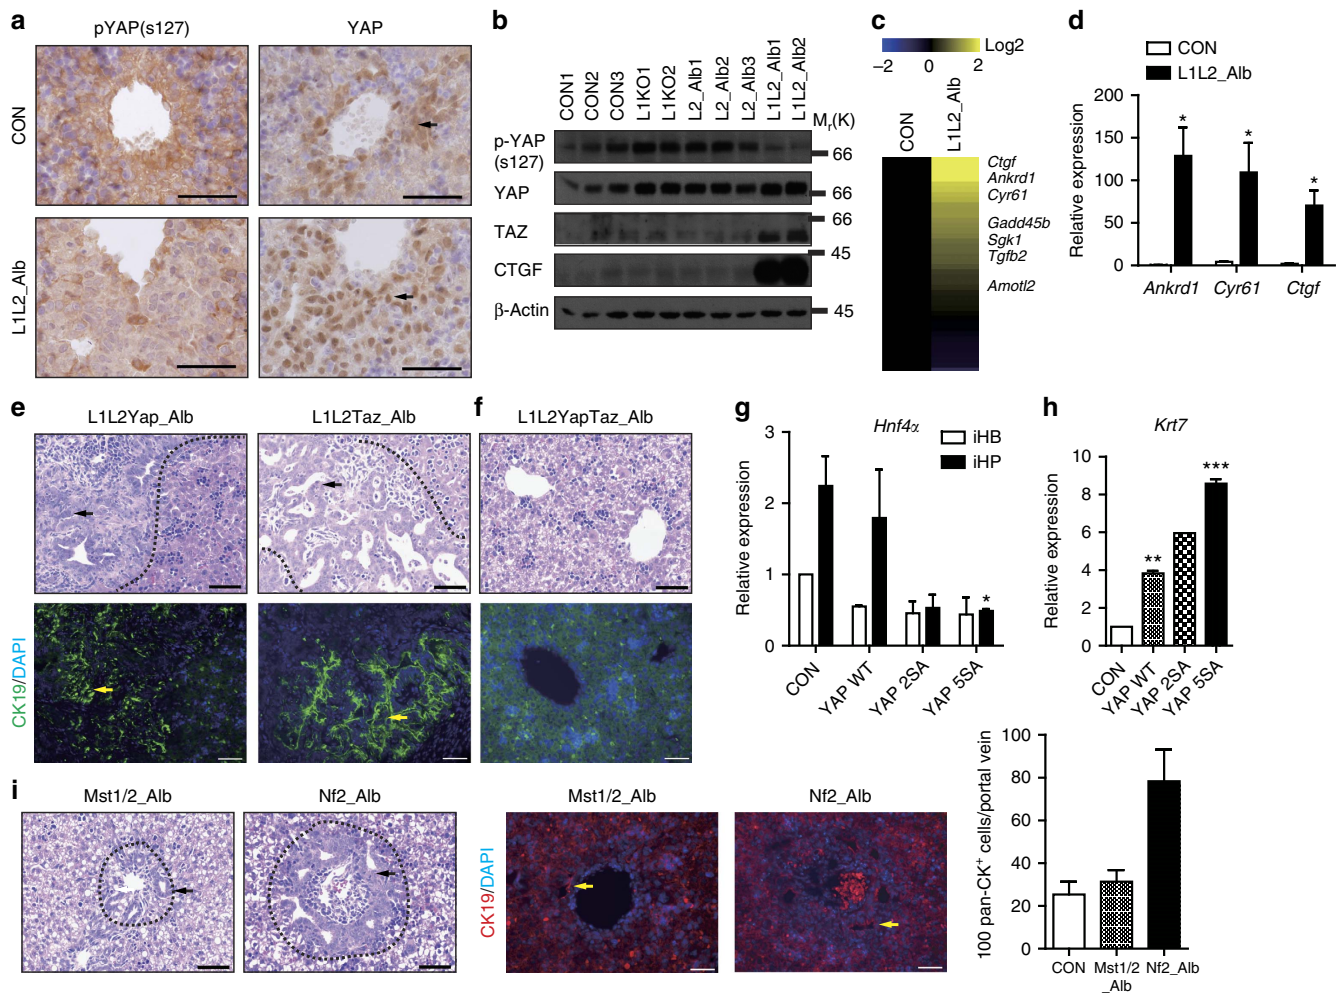 a
pYAP(s127)
YAP
CON
L1L2_Alb
b
CON1
CON2
CON3
L1KO1
L1KO2
L2_Alb1
L2_Alb2
L2_Alb3
L1L2_Alb1
L1L2_Alb2
Mr(K)
p-YAP
(s127)
66
YAP
66
TAZ
66
45
CTGF
β-Actin
45
c
Log2
−2
0
2
CON
L1L2_Alb
Ctgf
Ankrd1
Cyr61
Gadd45b
Sgk1
Tgfb2
Amotl2
d
CON
L1L2_Alb
Relative expression
200
150
100
50
0
*
*
*
Ankrd1
Cyr61
Ctgf
e
L1L2Yap_Alb
L1L2Taz_Alb
CK19/DAPI
f
L1L2YapTaz_Alb
g
Hnf4α
iHB
iHP
Relative expression
3
2
1
0
*
CON
YAP WT
YAP 2SA
YAP 5SA
h
Krt7
Relative expression
10
8
6
4
2
0
**
***
CON
YAP WT
YAP 2SA
YAP 5SA
i
Mst1/2_Alb
Nf2_Alb
Mst1/2_Alb
Nf2_Alb
CK19/DAPI
100 pan-CK+ cells/portal vein
100
80
60
40
20
0
CON
Mst1/2
_Alb
Nf2_Alb